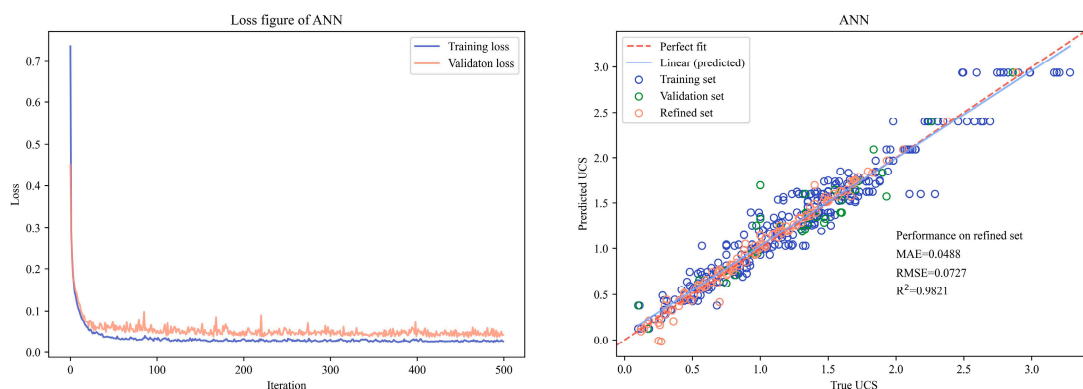 Loss figure of ANN
0.7
0.6
0.5
0.4
0.3
0.2
0.1
0.0
Loss
0
100
200
300
400
500
Iteration
Training loss
Validaton loss
ANN
3.0
2.5
2.0
1.5
1.0
0.5
0.0
Prerdicted UCS
0.0
0.5
1.0
1.5
2.0
2.5
3.0
True UCS
Perfect fit
Linear (predicted)
Training set
Validation set
Refined set
Performance on refined set
MAE=0.0488
RMSE=0.0727
R²=0.9821